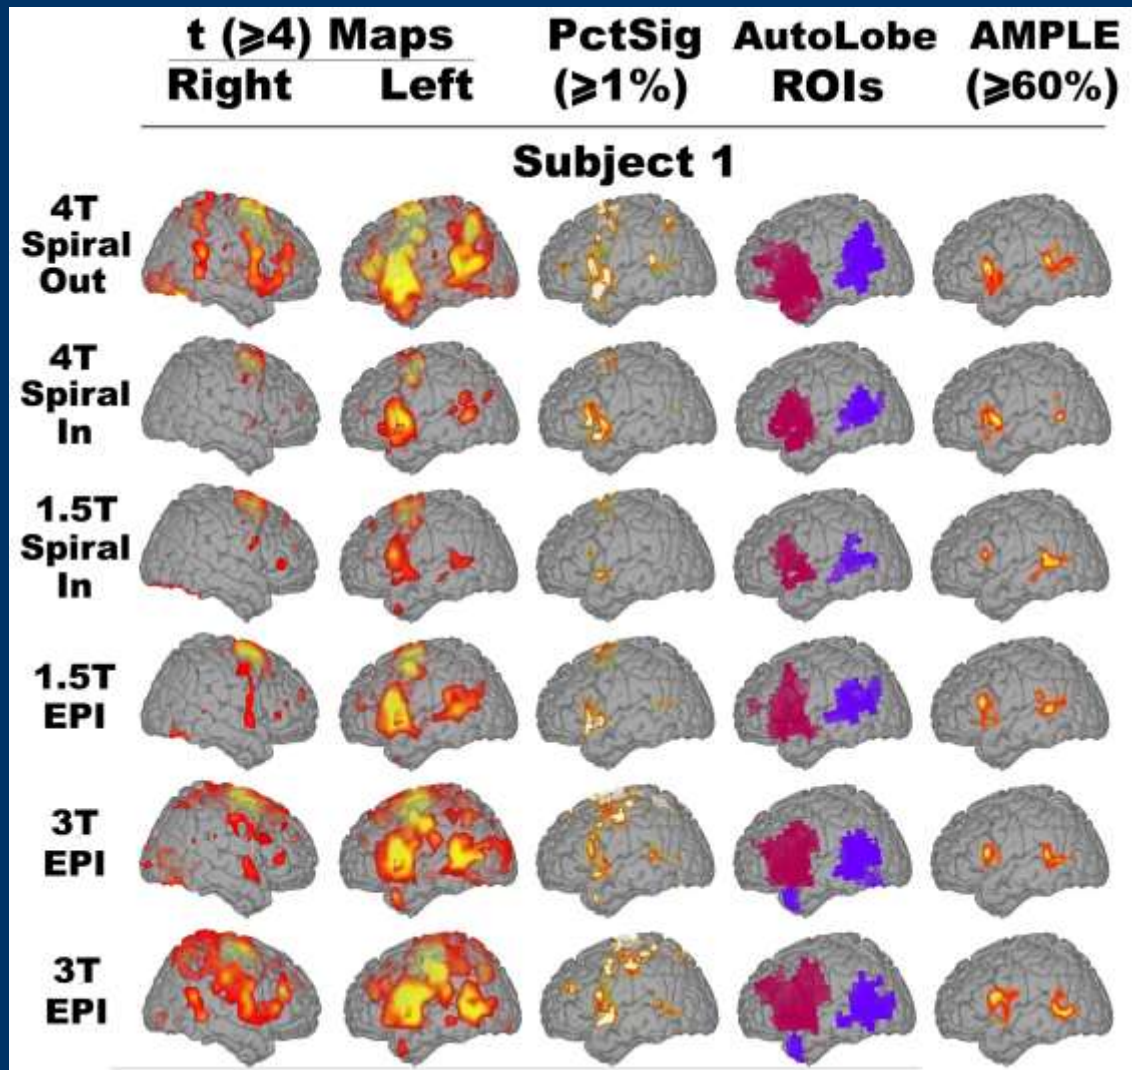 t (⩾4) Maps PctSig AutoLobe AMPLE
Right Left (⩾1%) ROIs (⩾60%)
Subject 1
4T
Spiral
Out
4T
Spiral
In
1.5T
Spiral
In
1.5T
EPI
3T
EPI
3T
EPI